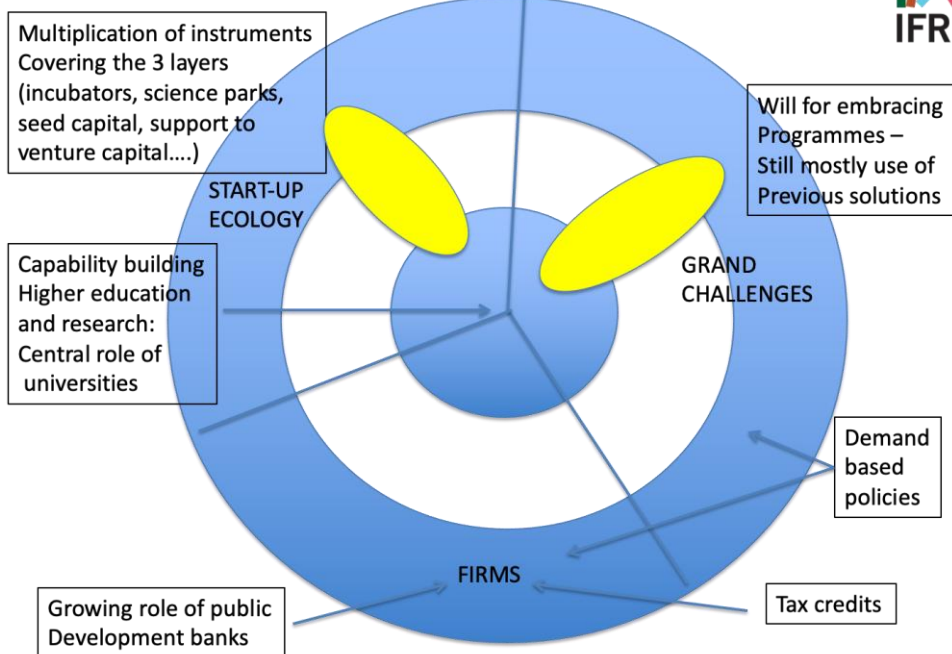 IFR
Multiplication of instruments
Covering the 3 layers
(incubators, science parks,
seed capital, support to
venture capital....)
Will for embracing
Programmes –
Still mostly use of
Previous solutions
START-UP
ECOLOGY
Capability building
Higher education
and research:
Central role of
universities
GRAND
CHALLENGES
Demand
based
policies
FIRMS
Growing role of public
Development banks
Tax credits